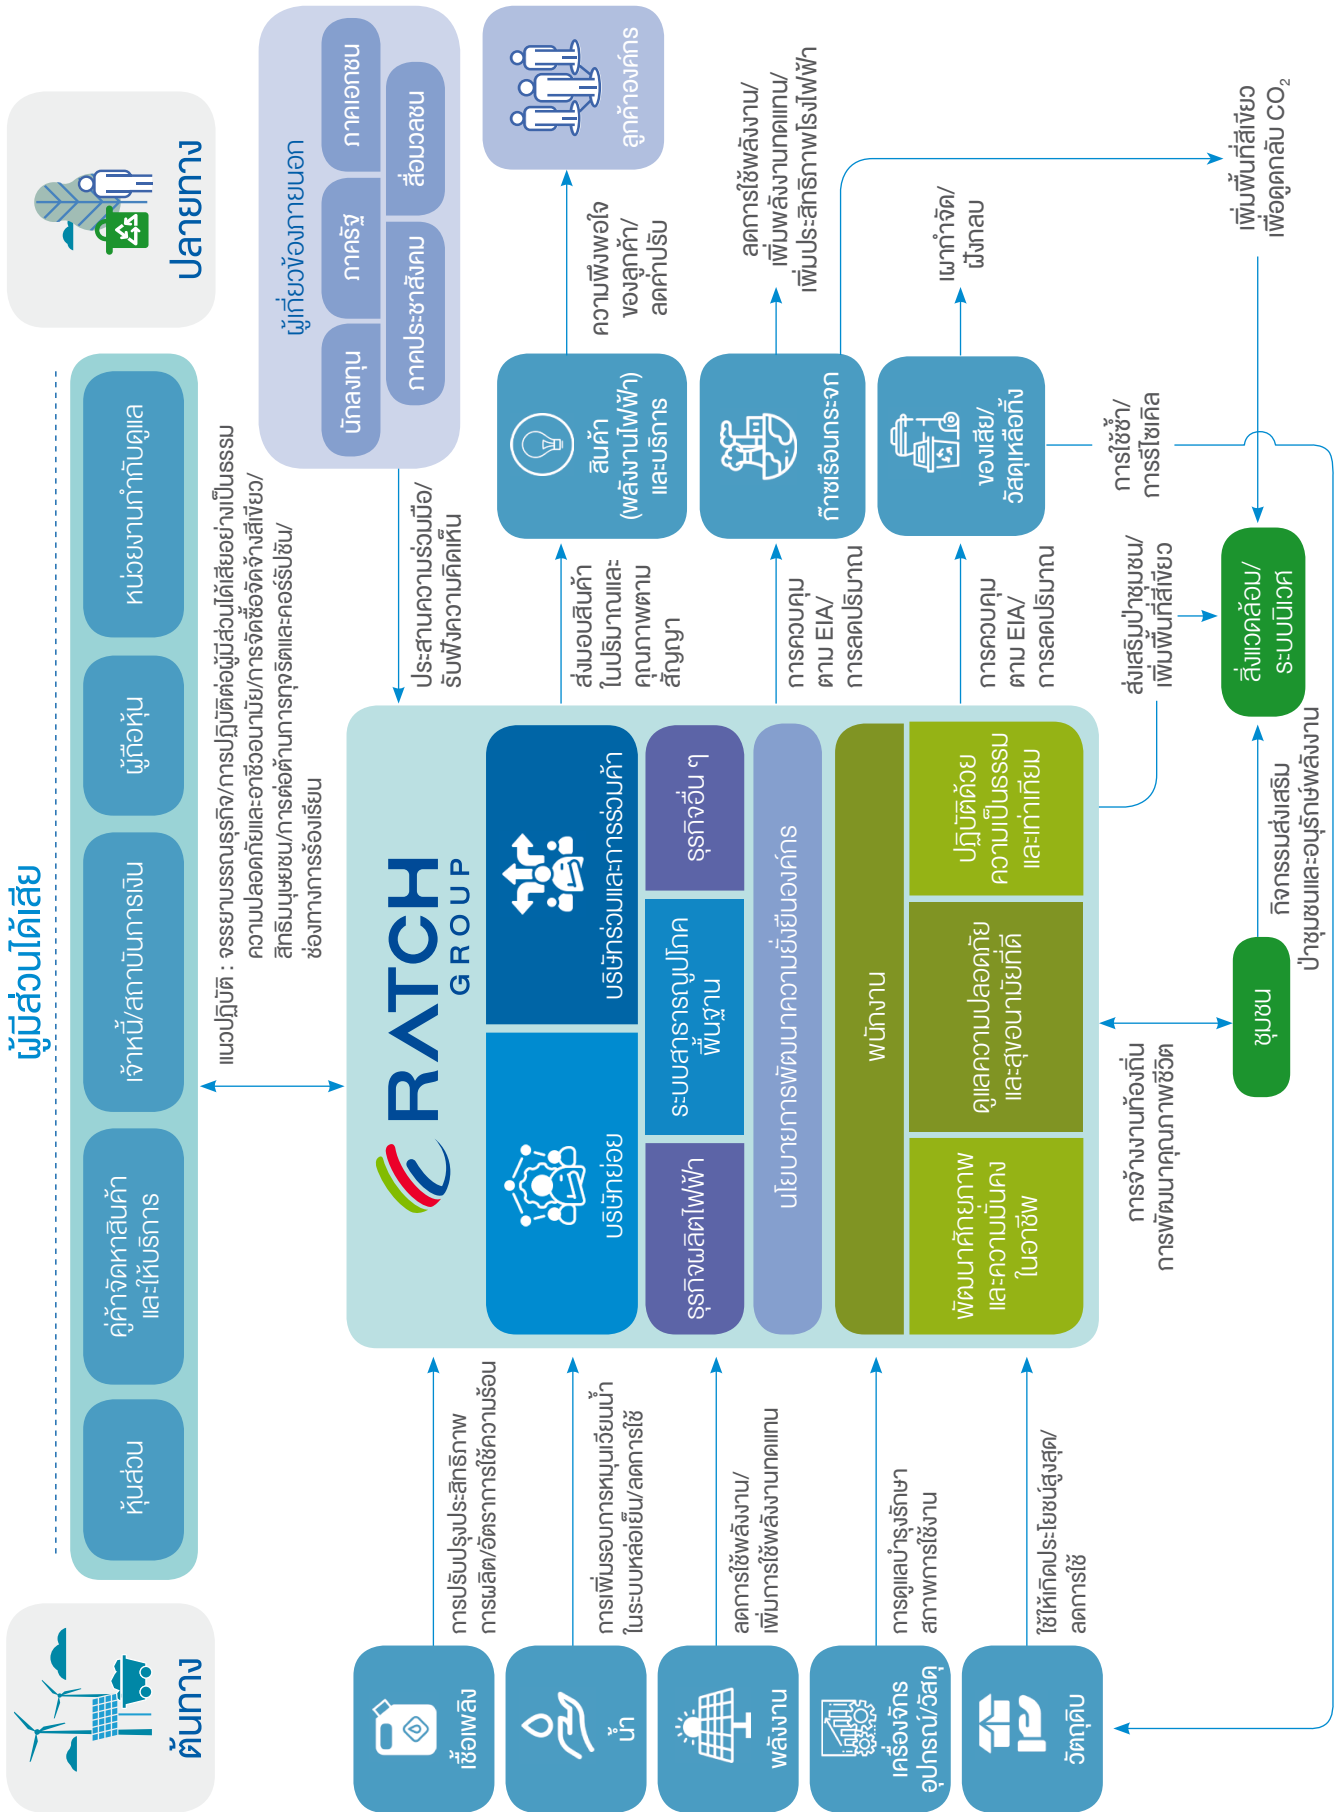 ต้นทาง
ผู้มีส่วนได้เสีย
ปลายทาง
หุ้นส่วน
คู่ค้าจัดหาสินค้า
และให้บริการ
เจ้าหนี้/สถาบันการเงิน
ผู้ถือหุ้น
หน่วยงานกำกับดูแล
แนวปฏิบัติ : จรรยาบรรณธุรกิจ/การปฏิบัติต่อผู้มีส่วนได้เสียอย่างเป็นธรรม
ความปลอดภัยและอาชีวอนามัย/การจัดซื้อจัดจ้างสีเขียว/
สิทธิมนุษยชน/การต่อต้านการทุจริตและคอร์รัปชัน/
ช่องทางการร้องเรียน
ผู้เกี่ยวข้องภายนอก
นักลงทุน
ภาครัฐ
ภาคเอกชน
ภาคประชาสังคม
สื่อมวลชน
ประสานความร่วมมือ/
รับฟังความคิดเห็น
เชื้อเพลิง
การปรับปรุงประสิทธิภาพ
การผลิต/อัตราการใช้ความร้อน
น้ำ
การเพิ่มรอบการหมุนเวียนน้ำ
ในระบบหล่อเย็น/ลดการใช้
พลังงาน
ลดการใช้พลังงาน/
เพิ่มการใช้พลังงานทดแทน
เครื่องจักร
อุปกรณ์/วัสดุ
การดูแลบำรุงรักษา
สภาพการใช้งาน
วัตถุดิบ
ใช้ให้เกิดประโยชน์สูงสุด/
ลดการใช้
RATCH
GROUP
บริษัทย่อย
บริษัทร่วมและการร่วมค้า
ธุรกิจผลิตไฟฟ้า
ระบบสาธารณูปโภค
พื้นฐาน
ธุรกิจอื่น ๆ
นโยบายการพัฒนาความยั่งยืนองค์กร
พนักงาน
พัฒนาศักยภาพ
และความมั่นคง
ในอาชีพ
ดูแลความปลอดภัย
และสุขอนามัยที่ดี
ปฏิบัติด้วย
ความเป็นธรรม
และเท่าเทียม
ส่งมอบสินค้า
ในปริมาณและ
คุณภาพตาม
สัญญา
สินค้า
(พลังงานไฟฟ้า)
และบริการ
ความพึงพอใจ
ของลูกค้า/
ลดค่าปรับ
ลูกค้าองค์กร
การควบคุม
ตาม EIA/
การลดปริมาณ
ก๊าซเรือนกระจก
ลดการใช้พลังงาน/
เพิ่มพลังงานทดแทน/
เพิ่มประสิทธิภาพโรงไฟฟ้า
การควบคุม
ตาม EIA/
การลดปริมาณ
ของเสีย/
วัสดุเหลือทิ้ง
เผากำจัด/
ฝังกลบ
การใช้ซ้ำ/
การรีไซเคิล
เพิ่มพื้นที่สีเขียว
เพื่อดูดกลับ CO₂
ส่งเสริมป่าชุมชน/
เพิ่มพื้นที่สีเขียว
สิ่งแวดล้อม/
ระบบนิเวศ
การจ้างงานท้องถิ่น
การพัฒนาคุณภาพชีวิต
ชุมชน
กิจกรรมส่งเสริม
ป่าชุมชนและอนุรักษ์พลังงาน